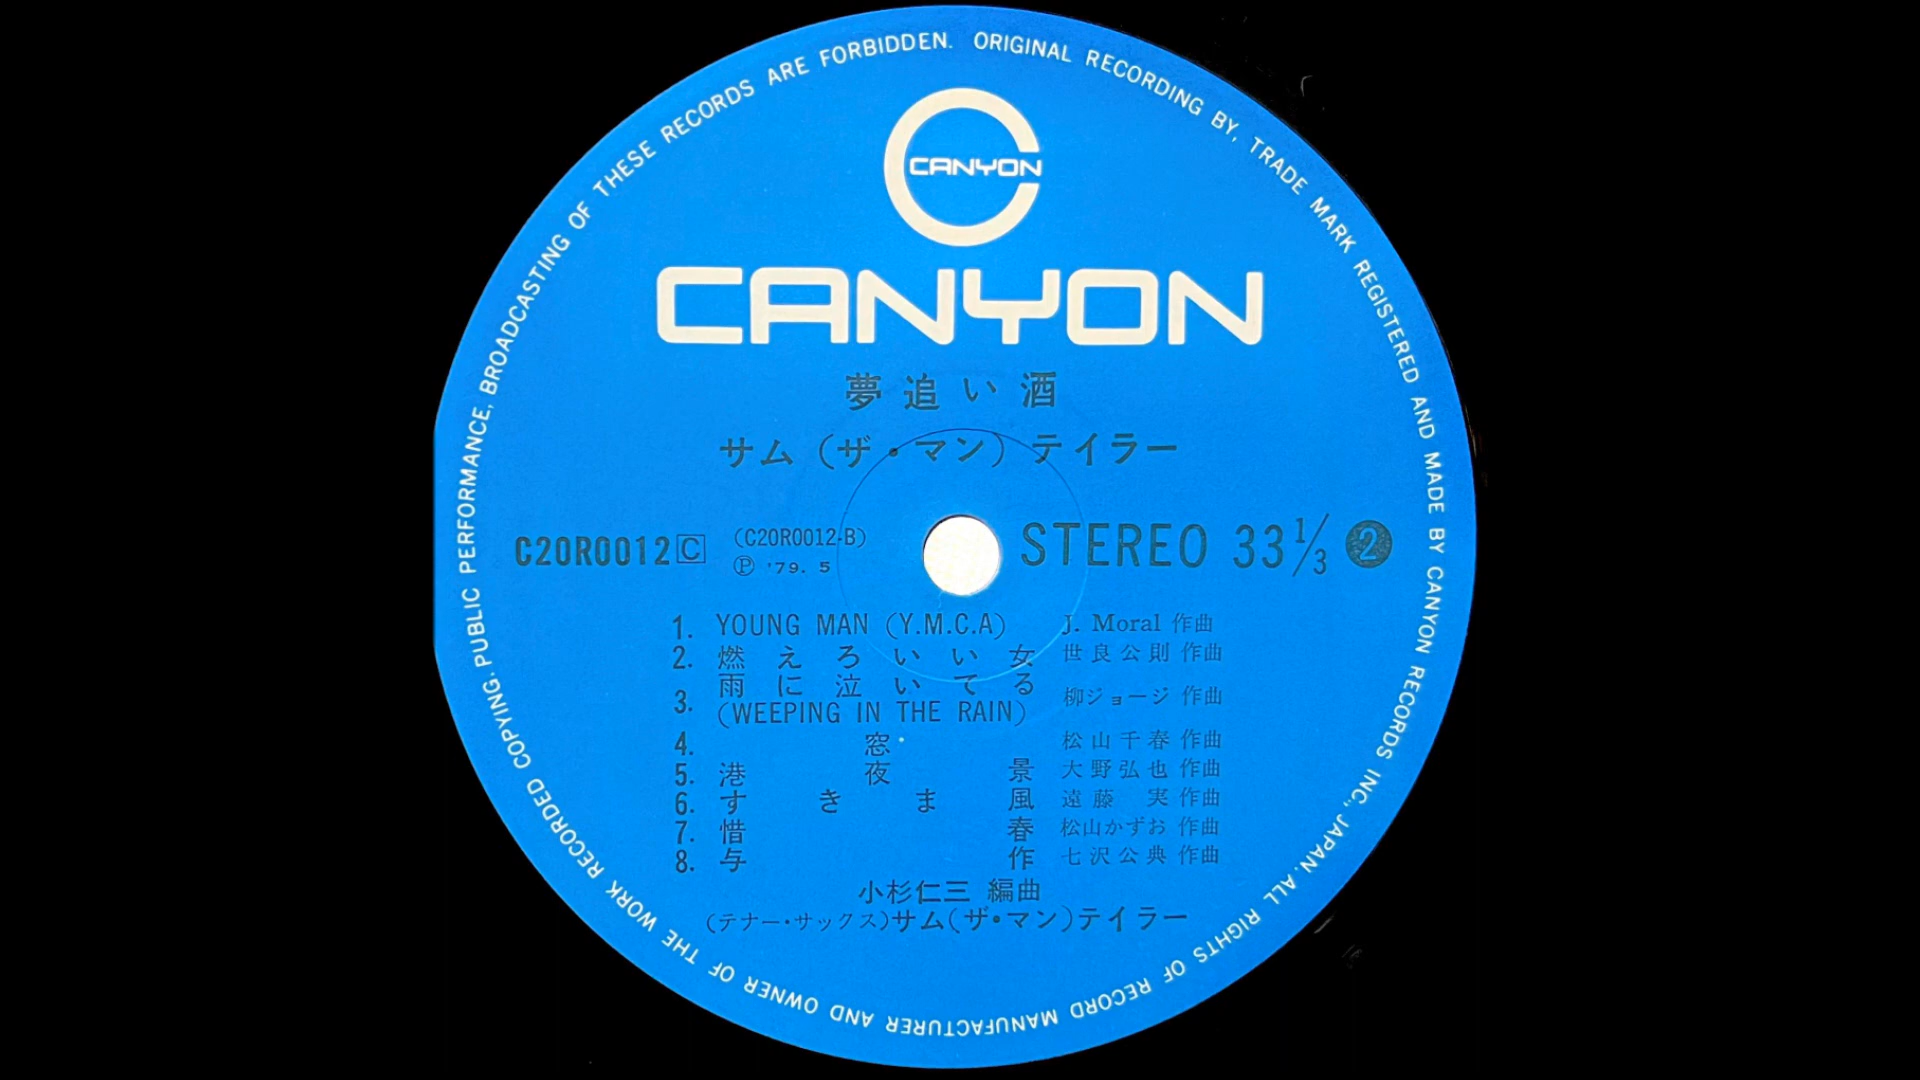 ORIGINAL RECORDING BY, TRADE MARK REGISTERED AND MADE BY CANYON RECORDS INC., JAPAN. ALL RIGHTS OF RECORD MANUFACTURER AND OWNER OF THE WORK RECORDED COPYING. PUBLIC PERFORMANCE, BROADCASTING OF THESE RECORDS ARE FORBIDDEN.
CANYON
CANYON
夢追い酒
サム（ザ・マン）テイラー
C20R0012 C (C20R0012-B)
Ⓟ '79. 5
STEREO 33 1/3 2
1. YOUNG MAN (Y.M.C.A) J. Moral 作曲
2. 燃えろいい女 世良公則 作曲
3. 雨に泣いてる
(WEEPING IN THE RAIN) 柳ジョージ 作曲
4. 窓 松山千春 作曲
5. 港夜景 大野弘也 作曲
6. すきま風 遠藤 実 作曲
7. 惜春 松山かずお 作曲
8. 与作 七沢公典 作曲
小杉仁三 編曲
(テナー・サックス)サム(ザ・マン)テイラー